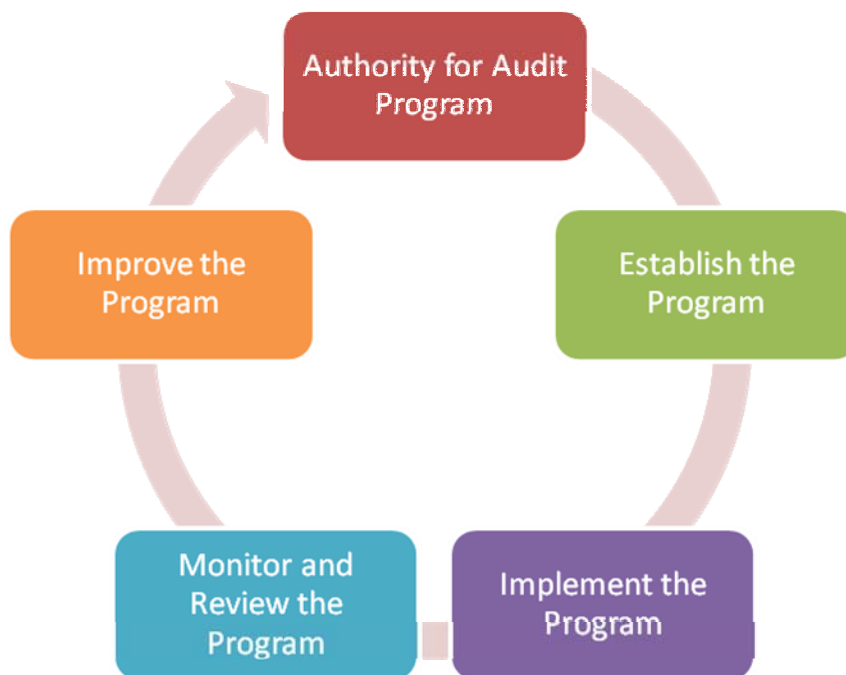 Authority for Audit
Program
Establish the
Program
Implement the
Program
Monitor and
Review the
Program
Improve the
Program